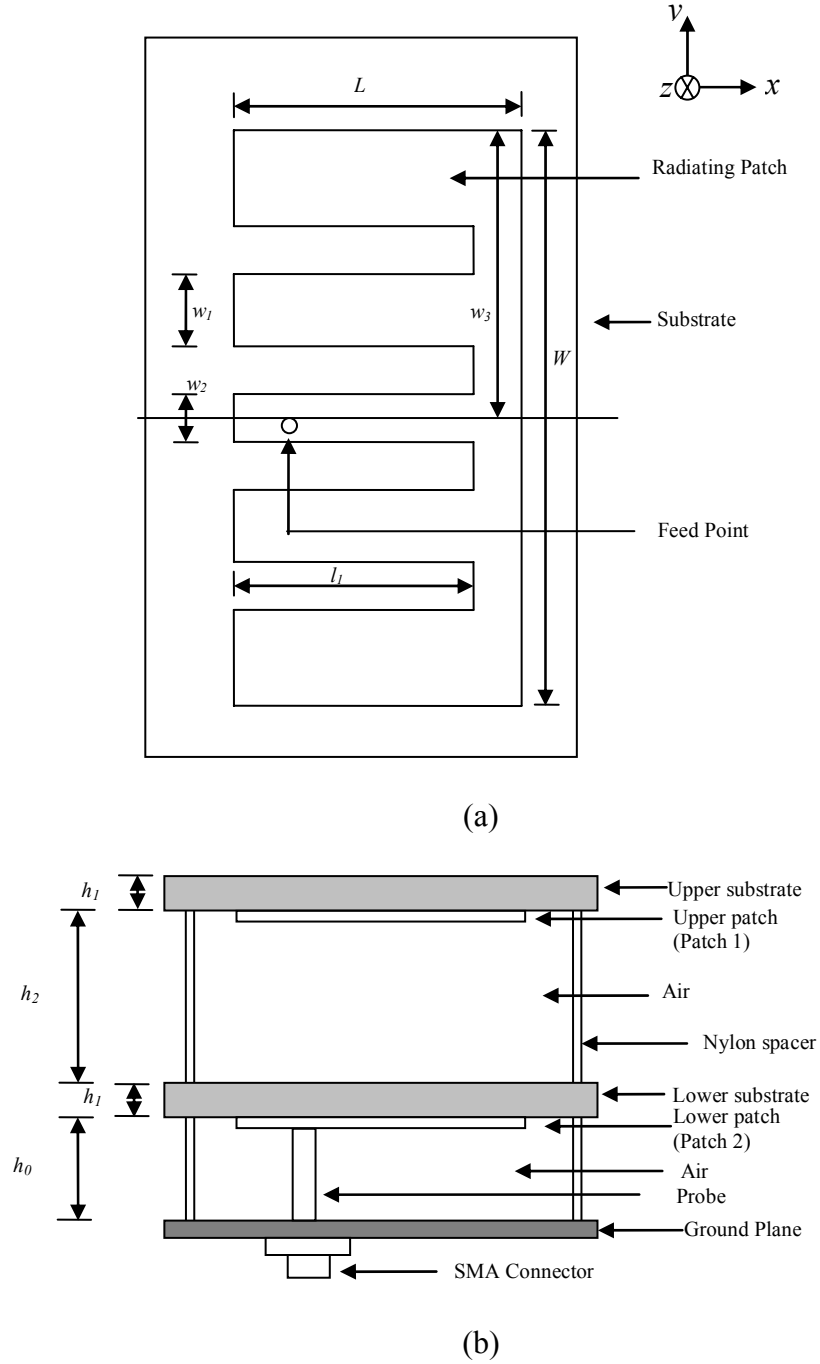 y
L
z
x
Radiating Patch
w1
w3
Substrate
W
w2
Feed Point
l1
(a)
h1
Upper substrate
Upper patch
(Patch 1)
h2
Air
Nylon spacer
h1
Lower substrate
Lower patch
(Patch 2)
h0
Air
Probe
Ground Plane
SMA Connector
(b)